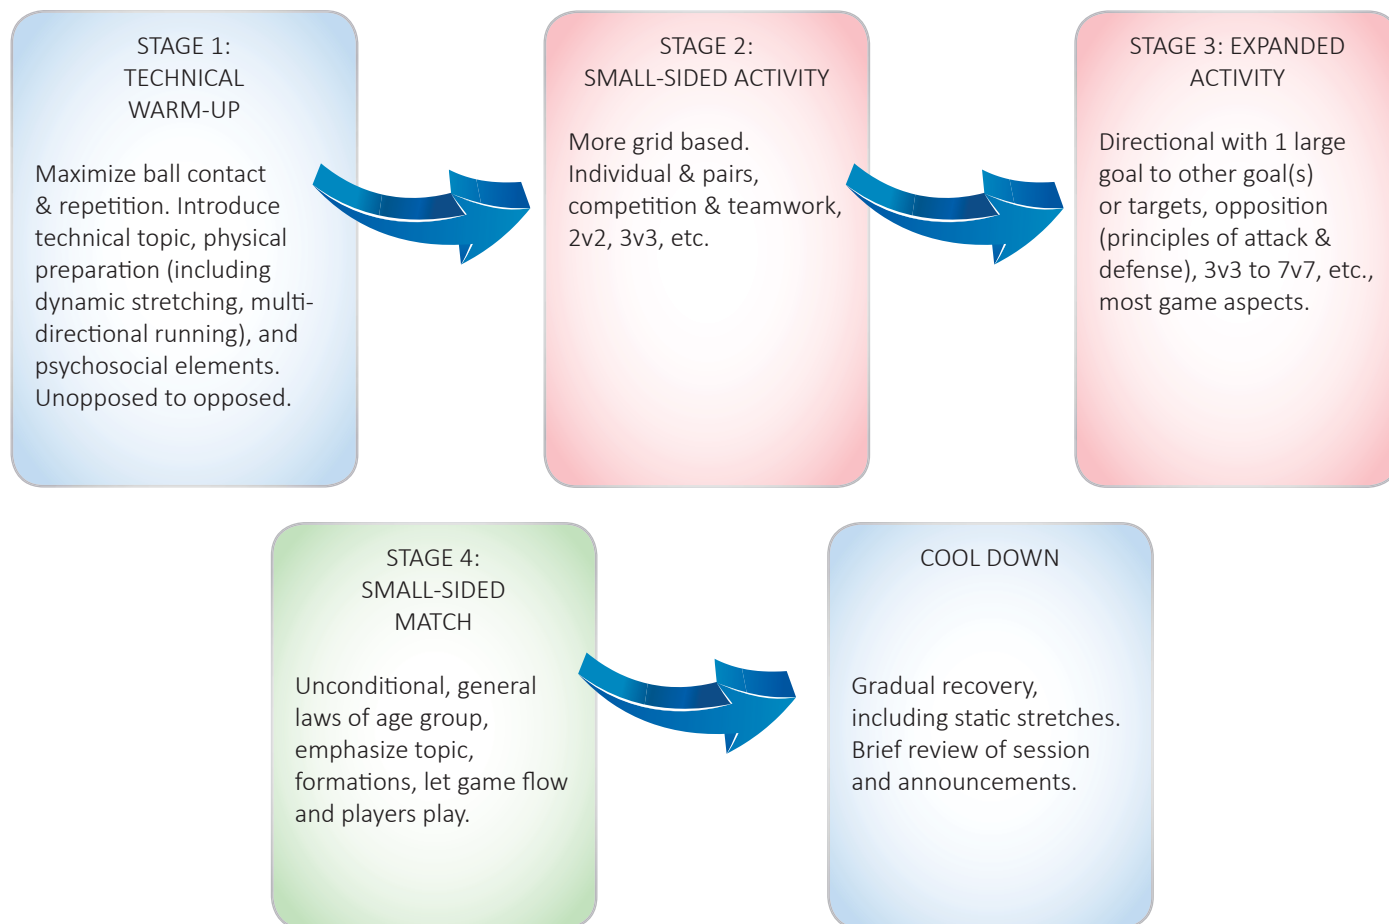 STAGE 1:
TECHNICAL
WARM-UP
Maximize ball contact
& repetition. Introduce
technical topic, physical
preparation (including
dynamic stretching, multi-
directional running), and
psychosocial elements.
Unopposed to opposed.
STAGE 2:
SMALL-SIDED ACTIVITY
More grid based.
Individual & pairs,
competition & teamwork,
2v2, 3v3, etc.
STAGE 3: EXPANDED
ACTIVITY
Directional with 1 large
goal to other goal(s)
or targets, opposition
(principles of attack &
defense), 3v3 to 7v7, etc.,
most game aspects.
STAGE 4:
SMALL-SIDED
MATCH
Unconditional, general
laws of age group,
emphasize topic,
formations, let game flow
and players play.
COOL DOWN
Gradual recovery,
including static stretches.
Brief review of session
and announcements.